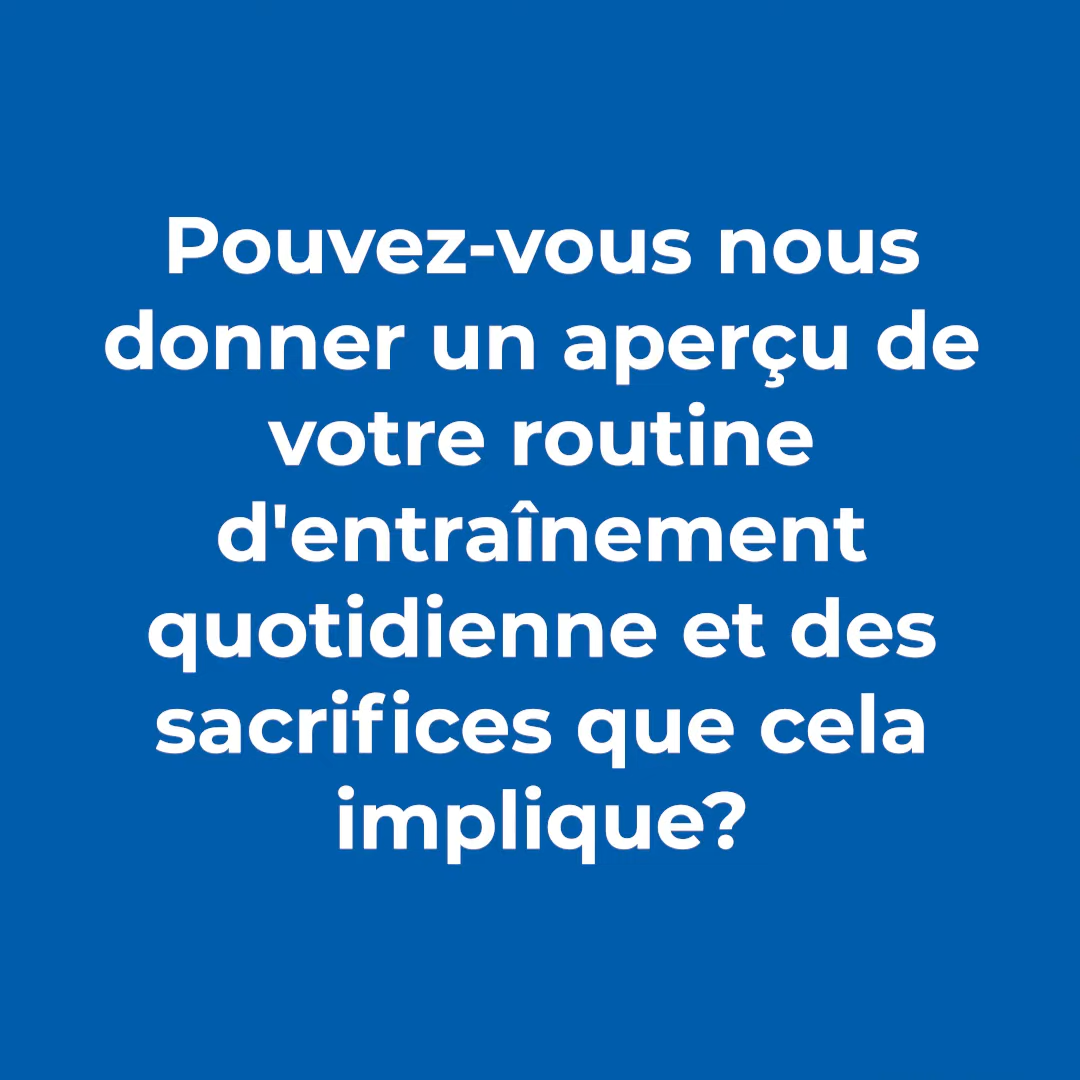 Pouvez-vous nous
donner un aperçu de
votre routine
d'entraînement
quotidienne et des
sacrifices que cela
implique?